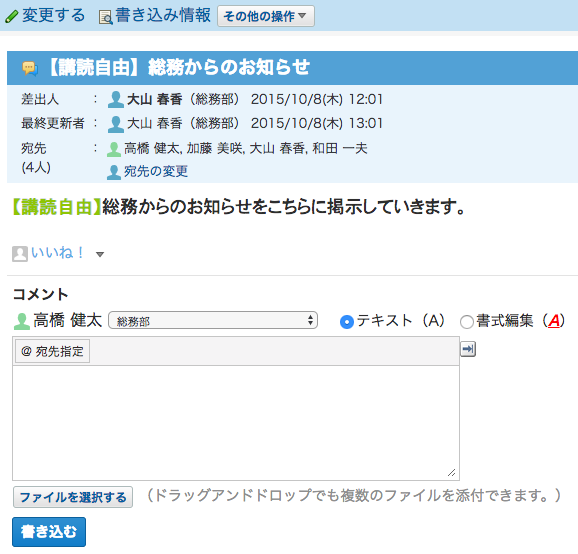 変更する 書き込み情報 その他の操作
【講読自由】総務からのお知らせ
差出人 : 大山 春香（総務部） 2015/10/8(木) 12:01
最終更新者 : 大山 春香（総務部） 2015/10/8(木) 13:01
宛先 : 高橋 健太, 加藤 美咲, 大山 春香, 和田 一夫
(4人) 宛先の変更
【講読自由】総務からのお知らせをこちらに掲示していきます。
いいね！
コメント
高橋 健太 総務部 テキスト（A） 書式編集（A）
@ 宛先指定
ファイルを選択する （ドラッグアンドドロップでも複数のファイルを添付できます。）
書き込む